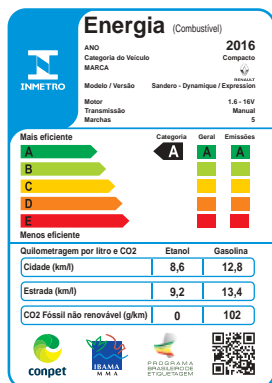 Energia (Combustível)
ANO 2016
Categoria do Veículo Compacto
MARCA RENAULT
Modelo / Versão Sandero - Dynamique / Expression
Motor 1.6 - 16V
Transmissão Manual
Marchas 5
INMETRO
Mais eficiente Categoria Geral Emissões
A A A A
B
C
D
E
Menos eficiente
Quilometragem por litro e CO2 Etanol Gasolina
Cidade (km/l) 8,6 12,8
Estrada (km/l) 9,2 13,4
CO2 Fóssil não renovável (g/km) 0 102
conpet
IBAMA
M M A
PROGRAMA
BRASILEIRO DE
ETIQUETAGEM